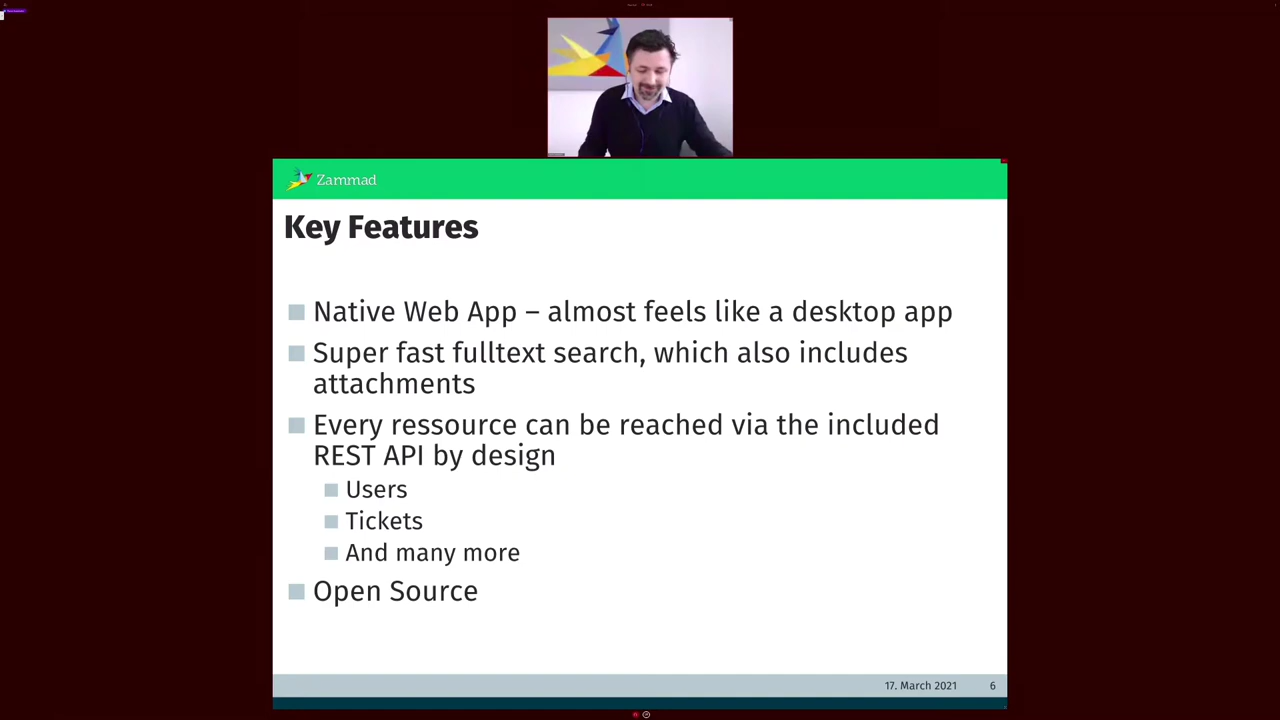 Zammad
Key Features
Native Web App – almost feels like a desktop app
Super fast fulltext search, which also includes
attachments
Every ressource can be reached via the included
REST API by design
Users
Tickets
And many more
Open Source
17. March 2021 6